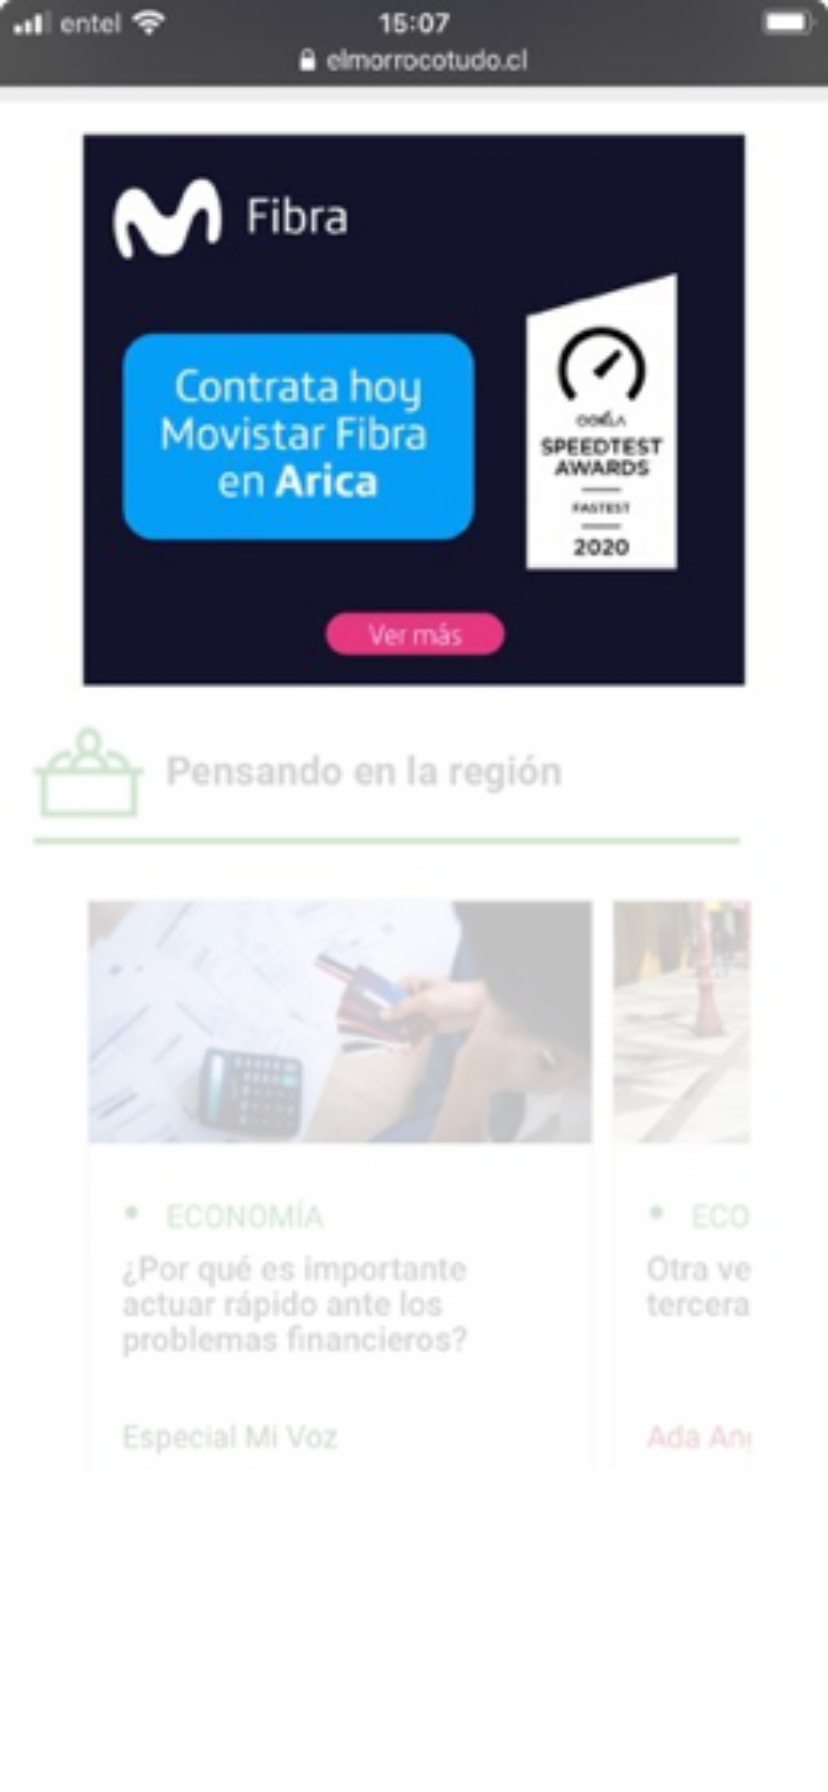 entel
15:07
elmorrocotudo.cl
Fibra
Contrata hoy
Movistar Fibra
en Arica
OOKLA
SPEEDTEST
AWARDS
FASTEST
2020
Ver más
Pensando en la región
ECONOMÍA
¿Por qué es importante
actuar rápido ante los
problemas financieros?
Especial Mi Voz
ECO
Otra ve
tercera
Ada Ang